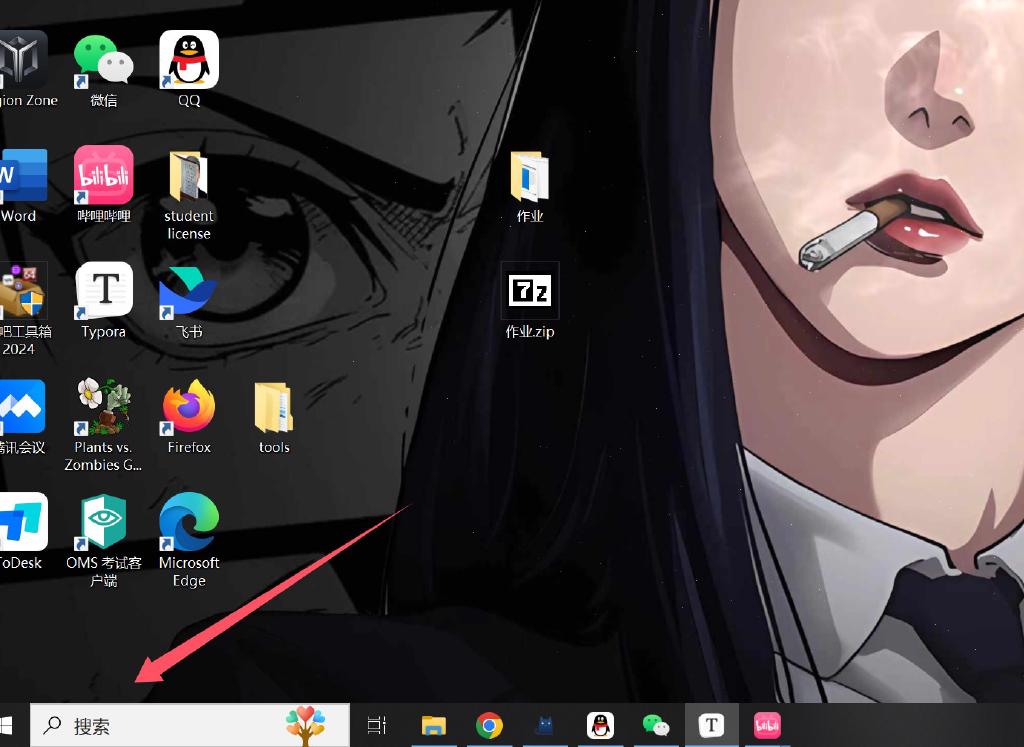 gion Zone
微信
QQ
W
Word
bilibili
哔哩哔哩
student
license
作业
吧工具箱
2024
T
Typora
飞书
7z
作业.zip
腾讯会议
Plants vs.
Zombies G...
Firefox
tools
ToDesk
OMS 考试客
户端
Microsoft
Edge
搜索
T
bilibili